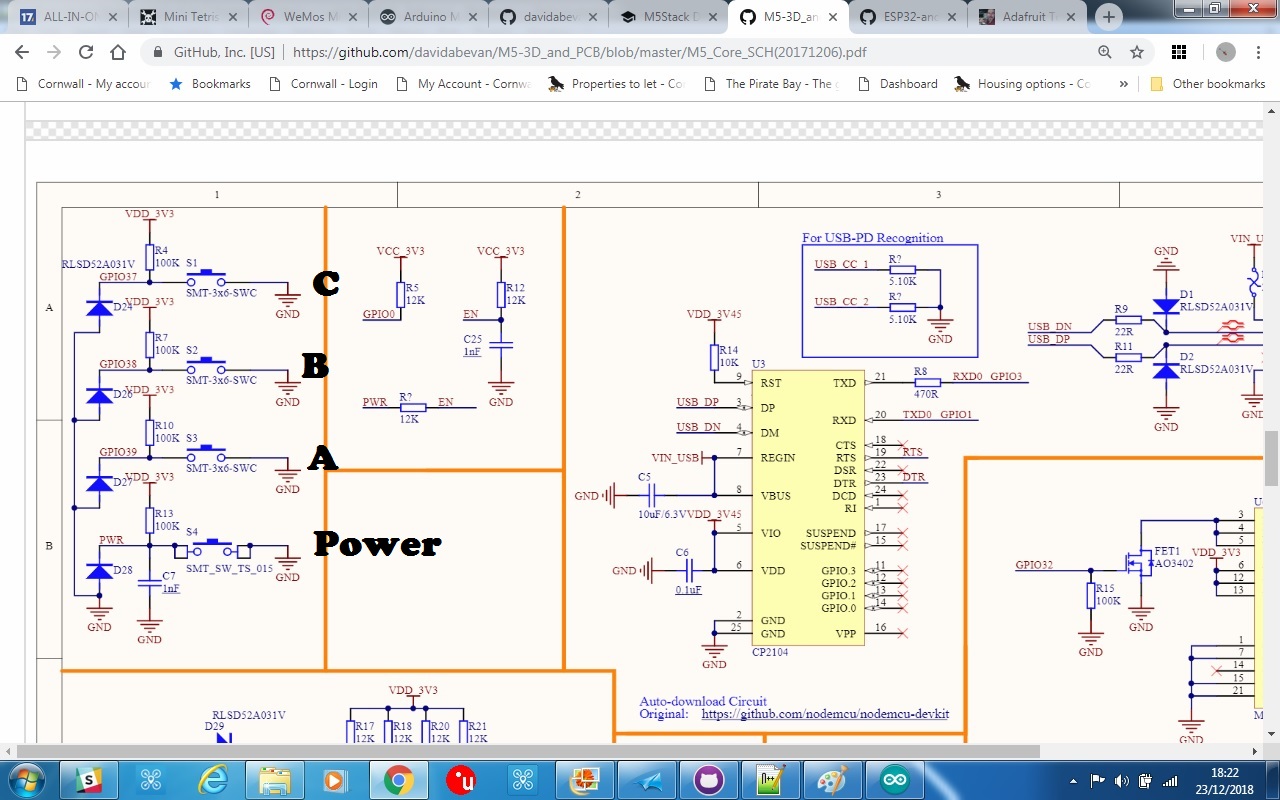 ALL-IN-ON
Mini Tetris
WeMos M
Arduino M
davidabev
M5Stack D
M5-3D_an
ESP32-and
Adafruit T
GitHub, Inc. [US] | https://github.com/davidabevan/M5-3D_and_PCB/blob/master/M5_Core_SCH(20171206).pdf
Cornwall - My accour
Bookmarks
Cornwall - Login
My Account - Cornwa
Properties to let - Co
The Pirate Bay - The g
Dashboard
Housing options - Co
» Other bookmarks
1 2 3
A
B
VDD_3V3
R4
100K
RLSD52A031V
GPIO37
S1
SMT-3x6-SWC
GND
C
D24
VDD_3V3
R7
100K
GPIO38
S2
SMT-3x6-SWC
GND
B
D26
VDD_3V3
R10
100K
GPIO39
S3
SMT-3x6-SWC
GND
A
D27
VDD_3V3
R13
100K
PWR
S4
SMT_SW_TS_015
GND
Power
D28
C7
1nF
GND
GND
VCC_3V3
R5
12K
GPIO0
VCC_3V3
R12
12K
EN
C25
1nF
GND
PWR
R?
12K
EN
For USB-PD Recognition
USB_CC_1
R?
5.10K
USB_CC_2
R?
5.10K
GND
VDD_3V45
R14
10K
U3
9 RST
TXD 21
R8
470R
RXD0 GPIO3
USB_DP 3 DP
RXD 20 TXD0 GPIO1
USB_DN 4 DM
CTS 18
VIN_USB 7 REGIN
RTS 19 RTS
DSR 22
DTR 23 DTR
C5
10uF/6.3V
GND
8 VBUS
DCD 24
RI 1
VDD_3V45
5 VIO
SUSPEND 17
SUSPEND# 15
C6
0.1uF
GND
6 VDD
GPIO.3 11
GPIO.2 12
GPIO.1 13
GPIO.0 14
2 GND
25 GND
VPP 16
GND
CP2104
GND
D1
RLSD52A031V
VIN_U
USB_DN
R9
22R
USB_DP
R11
22R
D2
RLSD52A031V
GND
GND
GPIO32
FET1
AO3402
R15
100K
GND
GND
VDD_3V3
U
3
4
5
6
12
13
1
7
14
15
21
M
GND
Auto-download Circuit
Original: https://github.com/nodemcu/nodemcu-devkit
RLSD52A031V
D29
VDD_3V3
R17
12K
R18
12K
R20
12K
R21
12K
18:22
23/12/2018